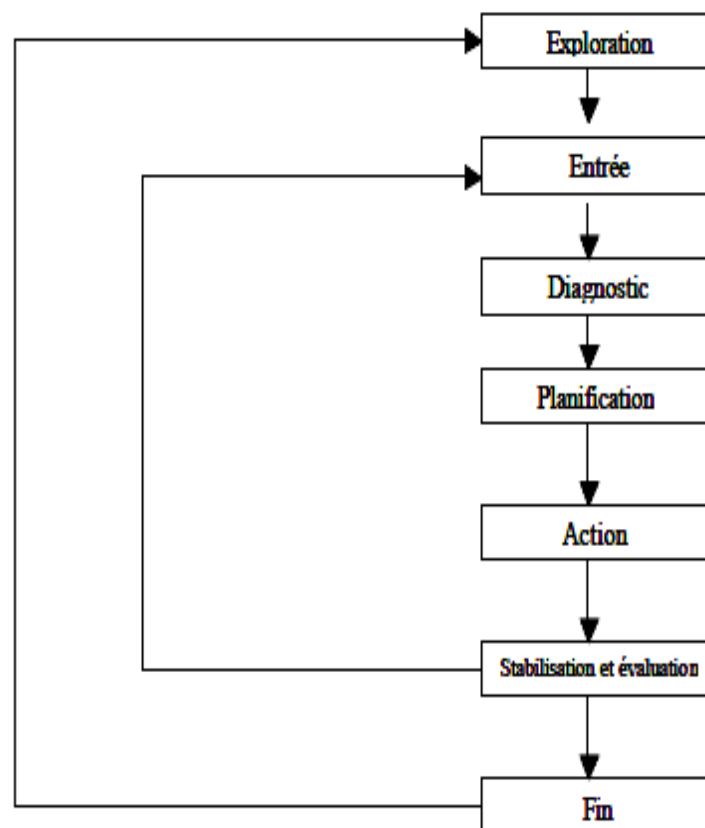 Exploration
Entrée
Diagnostic
Planification
Action
Stabilisation et évaluation
Fin